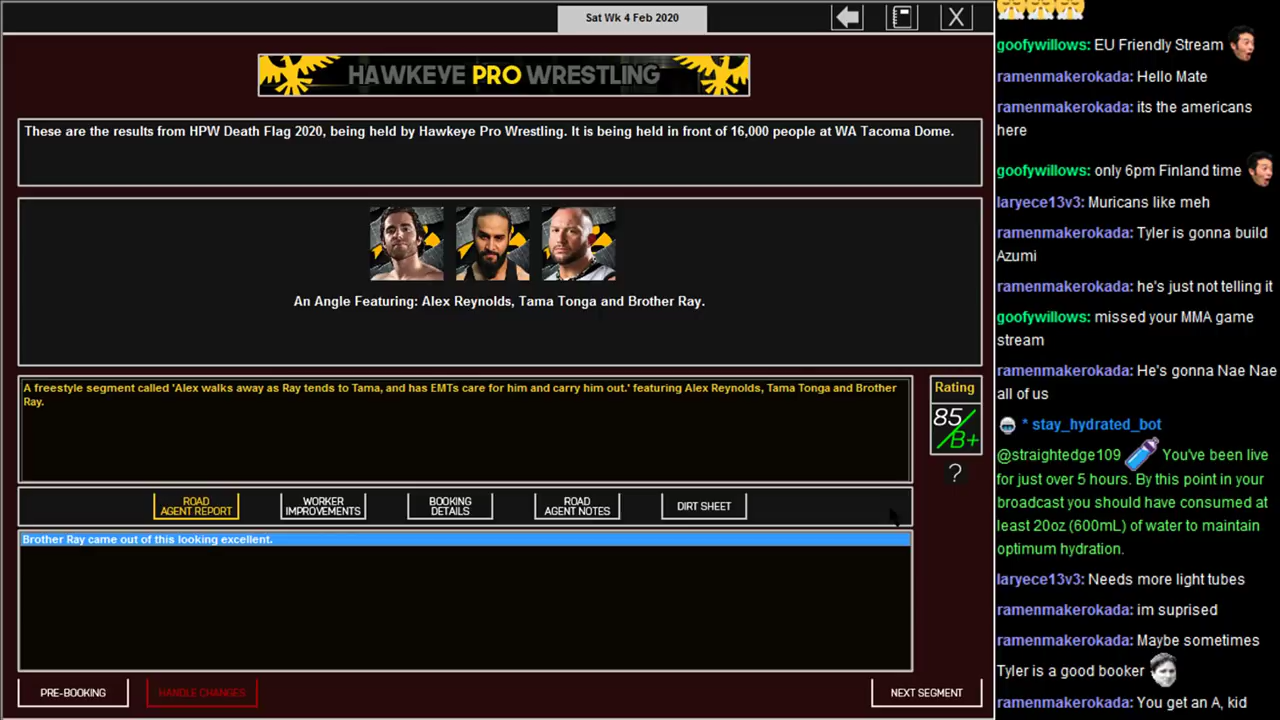 Sat Wk 4 Feb 2020
HAWKEYE PRO WRESTLING
These are the results from HPW Death Flag 2020, being held by Hawkeye Pro Wrestling. It is being held in front of 16,000 people at WA Tacoma Dome.
An Angle Featuring: Alex Reynolds, Tama Tonga and Brother Ray.
A freestyle segment called 'Alex walks away as Ray tends to Tama, and has EMTs care for him and carry him out.' featuring Alex Reynolds, Tama Tonga and Brother
Ray.
Rating
85/B+
?
ROAD
AGENT REPORT
WORKER
IMPROVEMENTS
BOOKING
DETAILS
ROAD
AGENT NOTES
DIRT SHEET
Brother Ray came out of this looking excellent.
PRE-BOOKING
HANDLE CHANGES
NEXT SEGMENT
goofywillows: EU Friendly Stream
ramenmakerokada: Hello Mate
ramenmakerokada: its the americans
here
goofywillows: only 6pm Finland time
laryece13v3: Muricans like meh
ramenmakerokada: Tyler is gonna build
Azumi
ramenmakerokada: he's just not telling it
goofywillows: missed your MMA game
stream
ramenmakerokada: He's gonna Nae Nae
all of us
* stay_hydrated_bot
@straightedge109 You've been live
for just over 5 hours. By this point in your
broadcast you should have consumed at
least 20oz (600mL) of water to maintain
optimum hydration.
laryece13v3: Needs more light tubes
ramenmakerokada: im suprised
ramenmakerokada: Maybe sometimes
Tyler is a good booker
ramenmakerokada: You get an A, kid